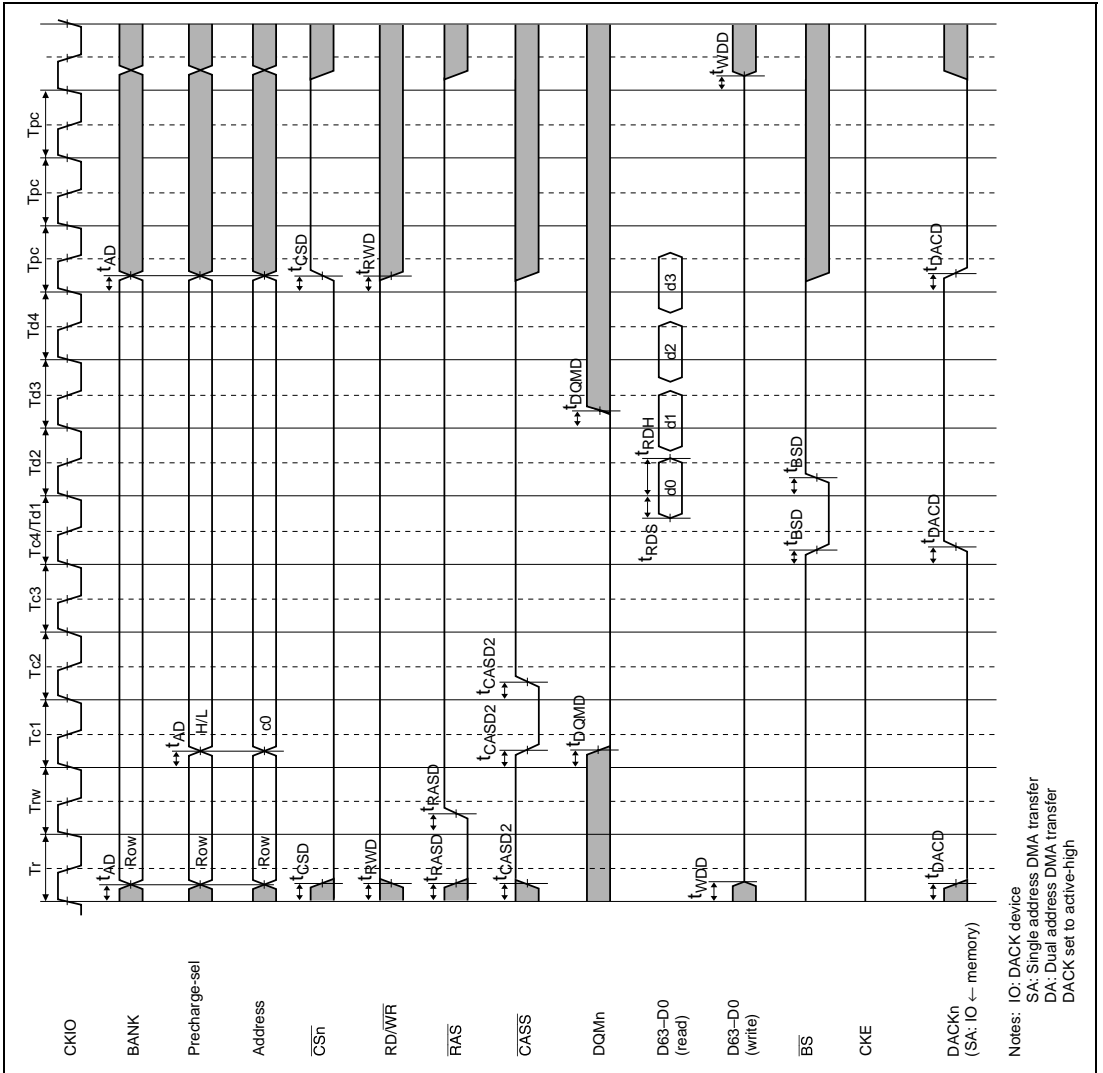 Tr
Trw
Tc1
Tc2
Tc3
Tc4/Td1
Td2
Td3
Td4
Tpc
Tpc
Tpc
CKIO
BANK
tAD
Row
tAD
Precharge-sel
Row
tAD
H/L
Address
Row
c0
CSn
tCSD
tCSD
RD/WR
tRWD
tRWD
RAS
tRASD
tRASD
CASS
tCASD2
tCASD2
tCASD2
DQMn
tDQMD
tDQMD
D63–D0
(read)
tRDS
d0
tRDH
d1
d2
d3
D63–D0
(write)
tWDD
tWDD
BS
tBSD
tBSD
CKE
DACKn
(SA: IO ← memory)
tDACD
tDACD
tDACD
Notes: IO: DACK device
SA: Single address DMA transfer
DA: Dual address DMA transfer
DACK set to active-high